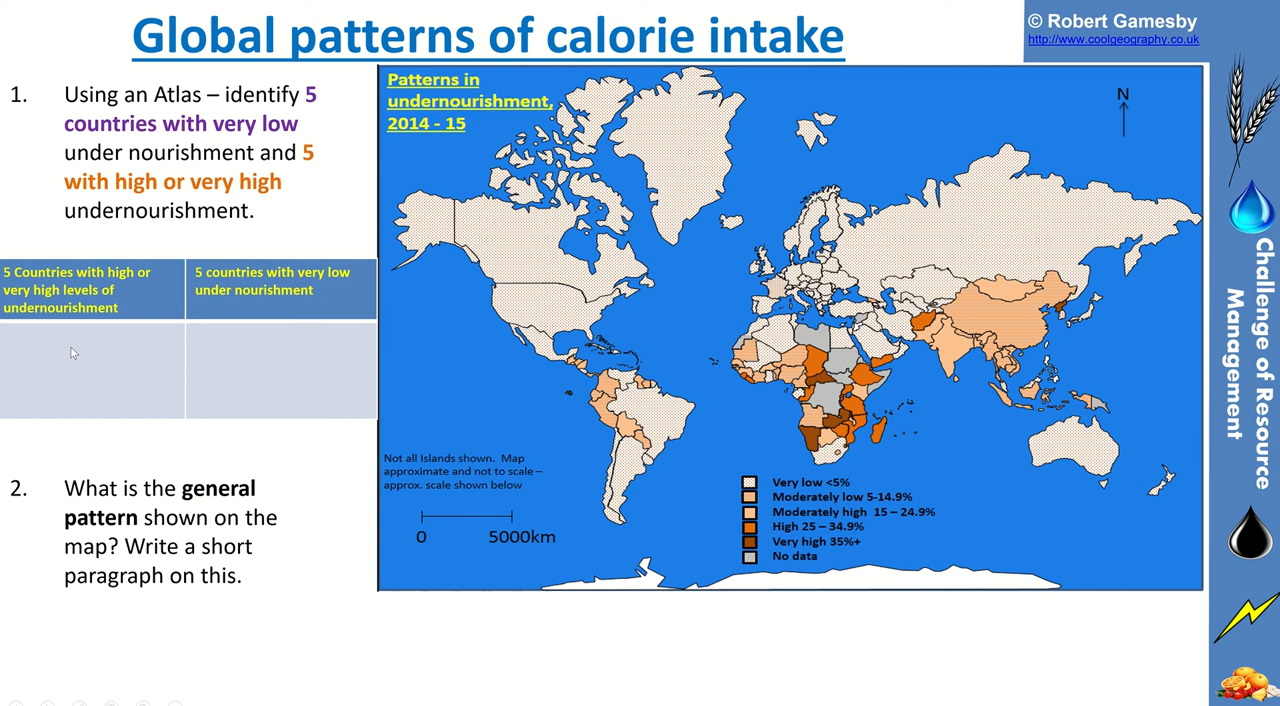 Global patterns of calorie intake
© Robert Gamesby
http://www.coolgeography.co.uk
1. Using an Atlas – identify 5
countries with very low
under nourishment and 5
with high or very high
undernourishment.
5 Countries with high or
very high levels of
undernourishment
5 countries with very low
under nourishment
2. What is the general
pattern shown on the
map? Write a short
paragraph on this.
Patterns in
undernourishment,
2014 - 15
N
Not all Islands shown. Map
approximate and not to scale –
approx. scale shown below
0 5000km
Very low <5%
Moderately low 5-14.9%
Moderately high 15 – 24.9%
High 25 – 34.9%
Very high 35%+
No data
Challenge of Resource
Management